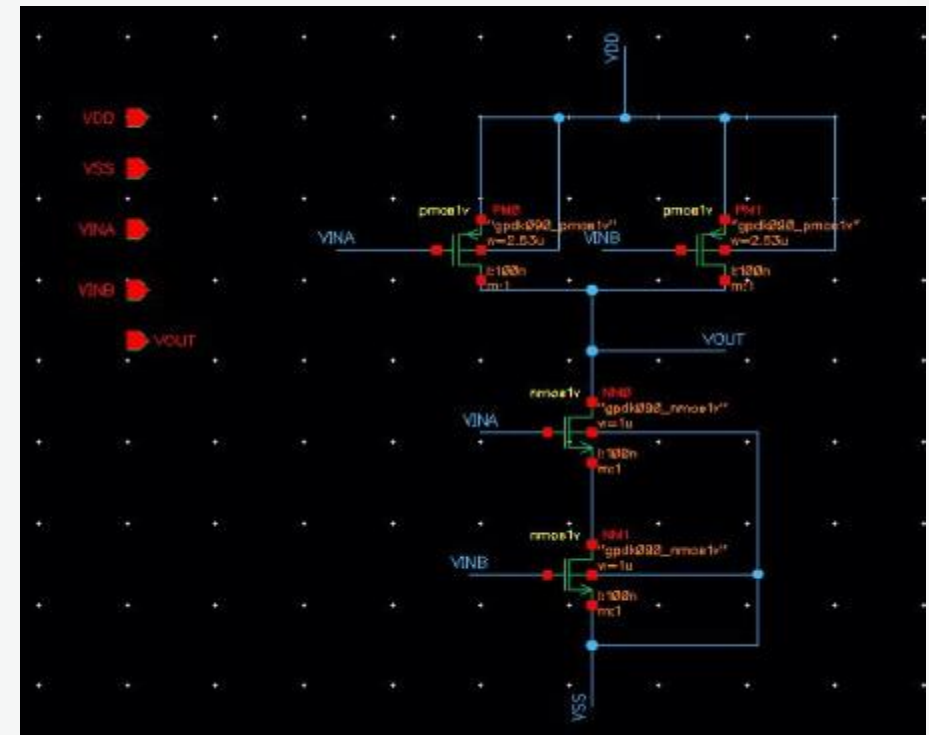 VDD
VDD
VSS
VINA
VINB
VOUT
pmos1v PM0
"gpdk090_pmos1v"
w=2.53u
l:100n
m:1
VINA
pmos1v PM1
"gpdk090_pmos1v"
w=2.53u
l:100n
m:1
VINB
VOUT
nmos1v NM0
"gpdk090_nmos1v"
w=1u
l:100n
m:1
VINA
nmos1v NM1
"gpdk090_nmos1v"
w=1u
l:100n
m:1
VINB
VSS